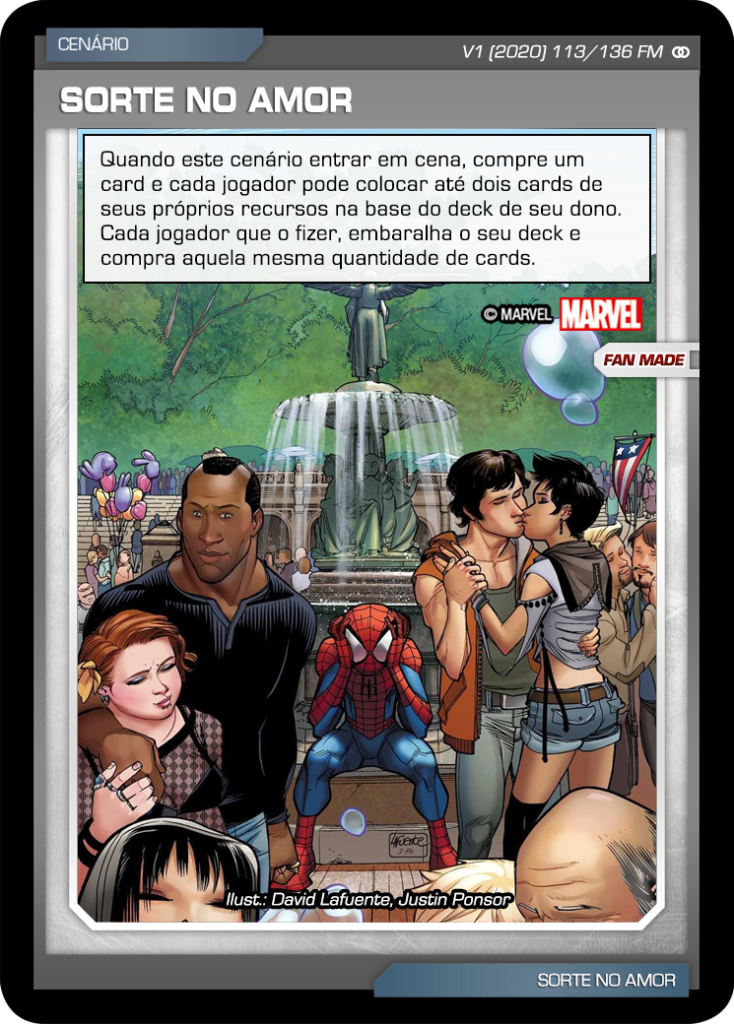 CENÁRIO
V1 (2020) 113/136 FM
SORTE NO AMOR
Quando este cenário entrar em cena, compre um
card e cada jogador pode colocar até dois cards de
seus próprios recursos na base do deck de seu dono.
Cada jogador que o fizer, embaralha o seu deck e
compra aquela mesma quantidade de cards.
© MARVEL MARVEL
FAN MADE
LAFUENTE
Ilust.: David Lafuente, Justin Ponsor
SORTE NO AMOR